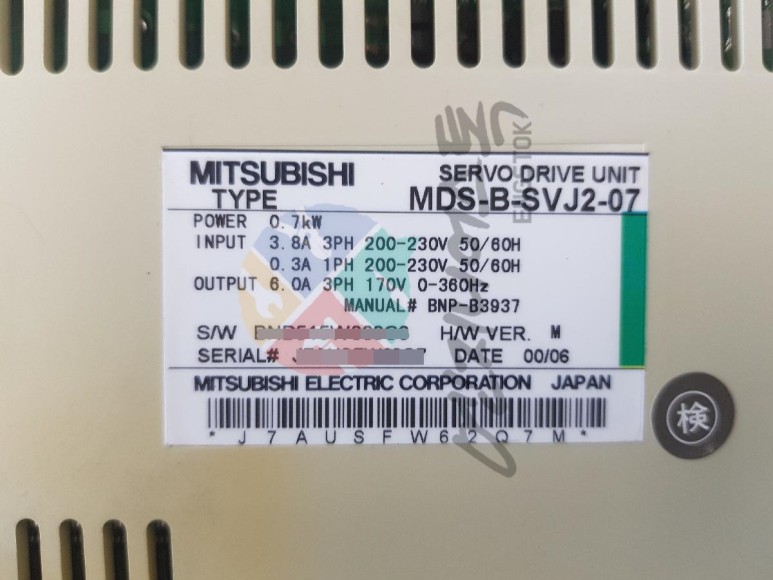 MITSUBISHI SERVO DRIVE UNIT
TYPE MDS-B-SVJ2-07
POWER 0.7kW
INPUT 3.8A 3PH 200-230V 50/60H
0.3A 1PH 200-230V 50/60H
OUTPUT 6.0A 3PH 170V 0-360Hz
MANUAL# BNP-B3937
S/W H/W VER. M
SERIAL# DATE 00/06
MITSUBISHI ELECTRIC CORPORATION JAPAN
*J7AUSFW62Q7M*
検